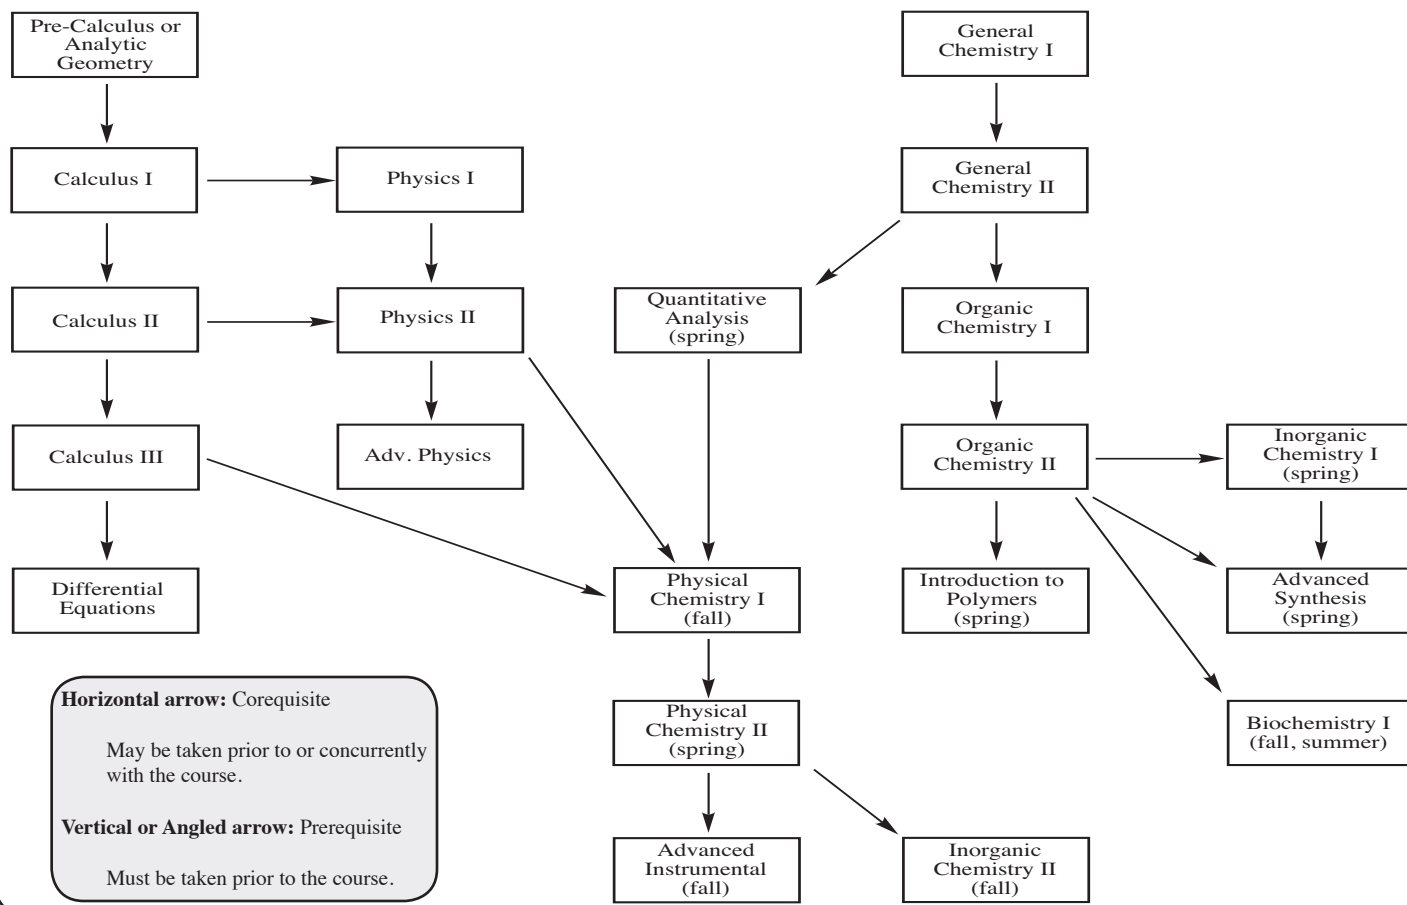 Pre-Calculus or
Analytic
Geometry
General
Chemistry I
Calculus I
Physics I
General
Chemistry II
Calculus II
Physics II
Quantitative
Analysis
(spring)
Organic
Chemistry I
Calculus III
Adv. Physics
Organic
Chemistry II
Inorganic
Chemistry I
(spring)
Differential
Equations
Physical
Chemistry I
(fall)
Introduction to
Polymers
(spring)
Advanced
Synthesis
(spring)
Physical
Chemistry II
(spring)
Biochemistry I
(fall, summer)
Advanced
Instrumental
(fall)
Inorganic
Chemistry II
(fall)
Horizontal arrow: Corequisite
May be taken prior to or concurrently
with the course.
Vertical or Angled arrow: Prerequisite
Must be taken prior to the course.